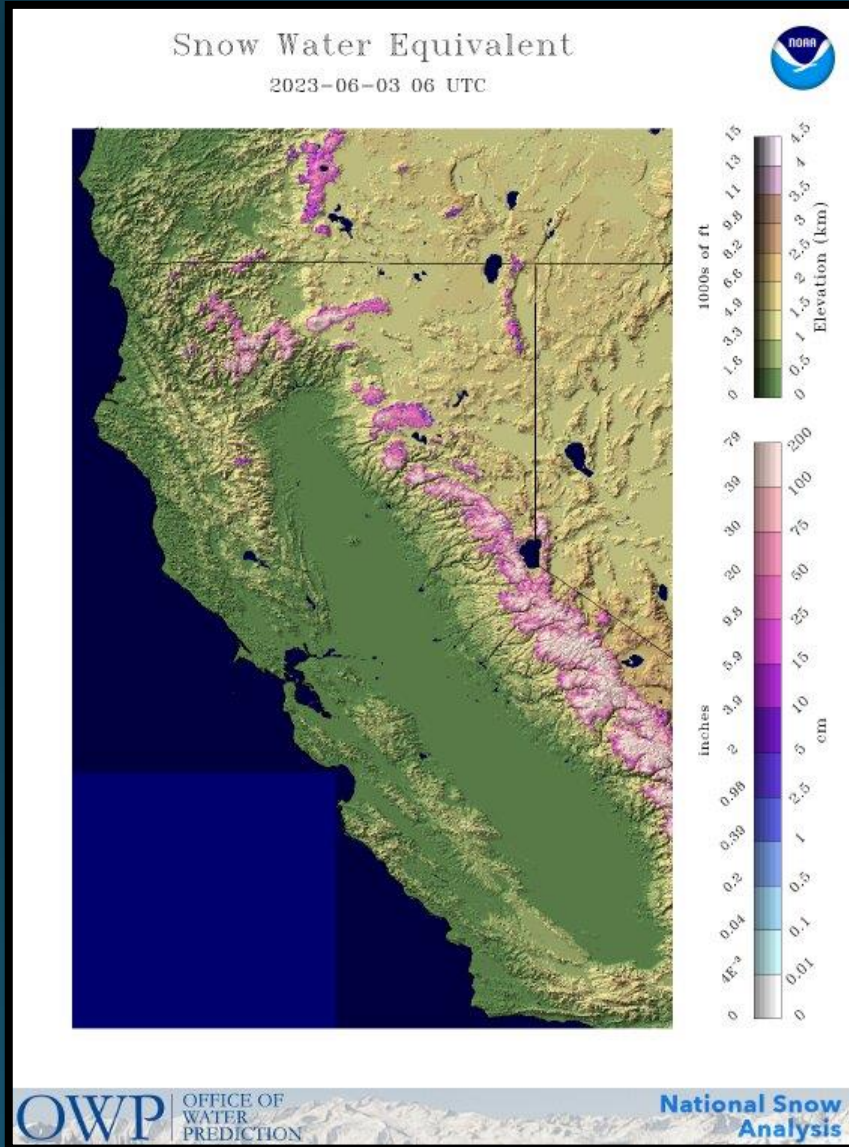 Snow Water Equivalent
2023-06-03 06 UTC
NOAA
15 4.5
13 4
11 3.5
9.8 3
8.2 2.5
6.6 2
4.9 1.5
3.3 1
1.6 0.5
0 0
1000s of ft
Elevation (km)
79 200
39 100
30 75
20 50
9.8 25
5.9 15
3.9 10
2 5
0.98 2.5
0.39 1
0.2 0.5
0.04 0.1
4E⁻³ 0.01
0 0
inches
cm
OWP
OFFICE OF
WATER
PREDICTION
National Snow
Analysis